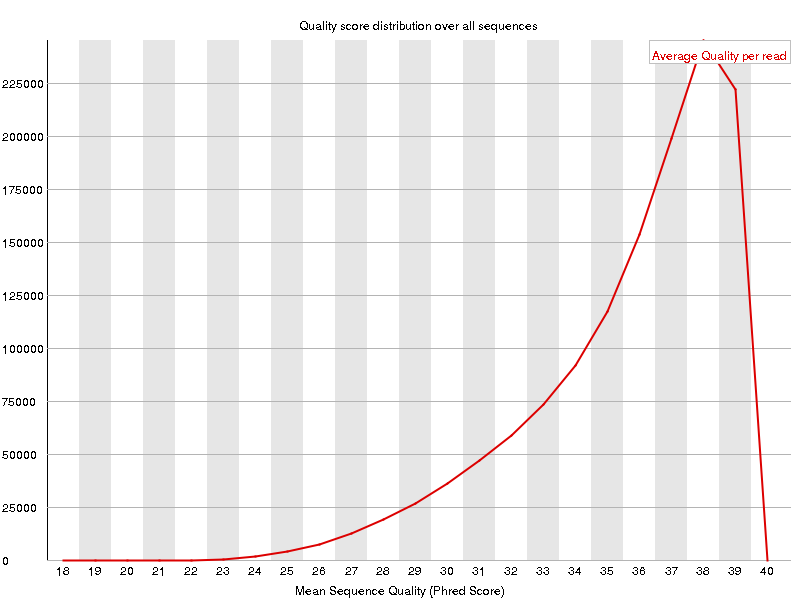 Quality score distribution over all sequences
Average Quality per read
225000
200000
175000
150000
125000
100000
75000
50000
25000
0
18 19 20 21 22 23 24 25 26 27 28 29 30 31 32 33 34 35 36 37 38 39 40
Mean Sequence Quality (Phred Score)